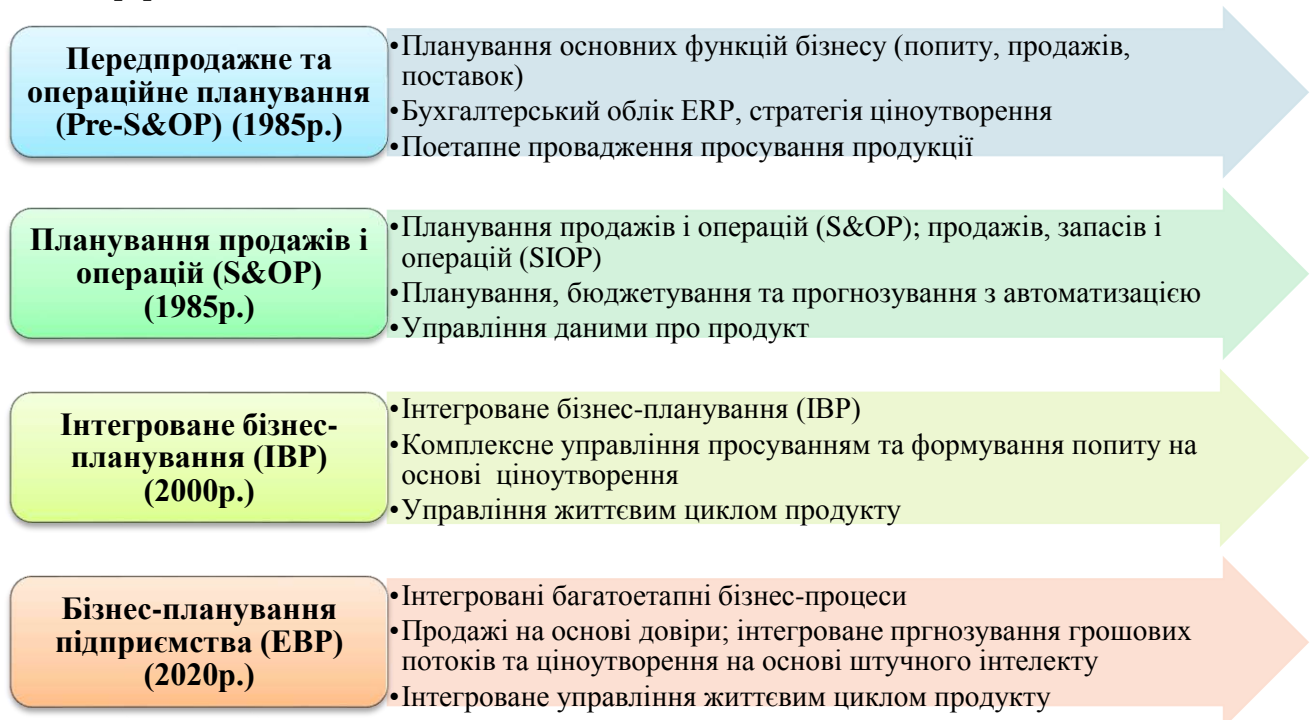 Передпродажне та
операційне планування
(Pre-S&OP) (1985р.)
•Планування основних функцій бізнесу (попиту, продажів,
поставок)
•Бухгалтерський облік ERP, стратегія ціноутворення
•Поетапне провадження просування продукції
Планування продажів і
операцій (S&OP)
(1985р.)
•Планування продажів і операцій (S&OP); продажів, запасів і
операцій (SIOP)
•Планування, бюджетування та прогнозування з автоматизацією
•Управління даними про продукт
Інтегроване бізнес-
планування (IBP)
(2000р.)
•Інтегроване бізнес-планування (IBP)
•Комплексне управління просуванням та формування попиту на
основі ціноутворення
•Управління життєвим циклом продукту
Бізнес-планування
підприємства (EBP)
(2020р.)
•Інтегровані багатоетапні бізнес-процеси
•Продажі на основі довіри; інтегроване пргнозування грошових
потоків та ціноутворення на основі штучного інтелекту
•Інтегроване управління життєвим циклом продукту